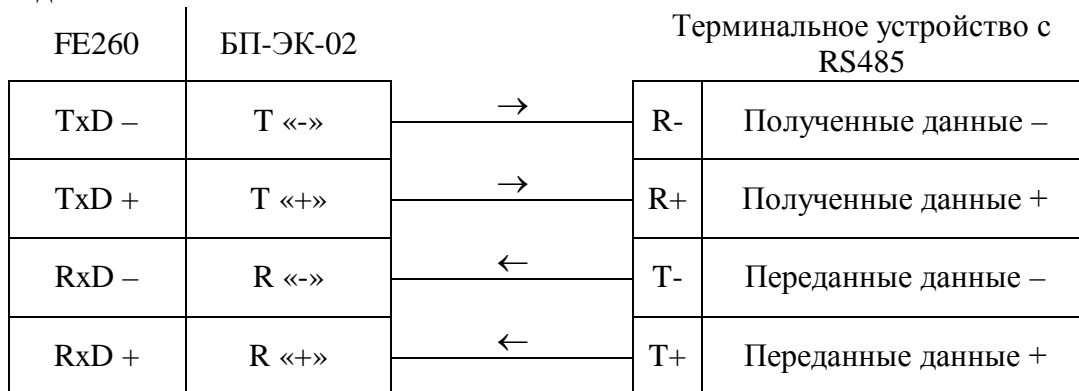 FE260 БП-ЭК-02 Терминальное устройство с
RS485
TxD – T «-» → R- Полученные данные –
TxD + T «+» → R+ Полученные данные +
RxD – R «-» ← T- Переданные данные –
RxD + R «+» ← T+ Переданные данные +